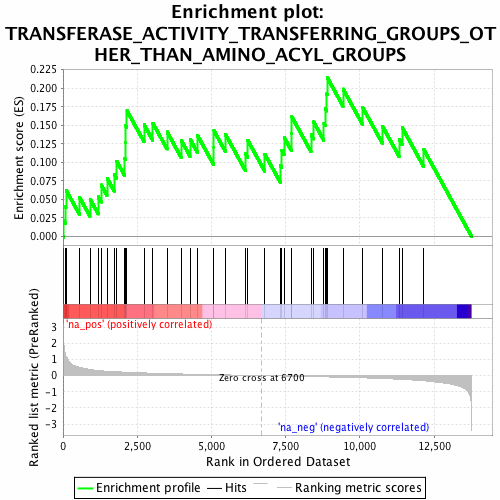 Enrichment plot:
TRANSFERASE_ACTIVITY_TRANSFERRING_GROUPS_OT
HER_THAN_AMINO_ACYL_GROUPS
Enrichment score (ES)
0.225
0.200
0.175
0.150
0.125
0.100
0.075
0.050
0.025
0.000
Ranked list metric (PreRanked)
'na_pos' (positively correlated)
3
2
1
0
-1
-2
-3
Zero cross at 6700
'na_neg' (negatively correlated)
0
2,500
5,000
7,500
10,000
12,500
Rank in Ordered Dataset
Enrichment profile
Hits
Ranking metric scores